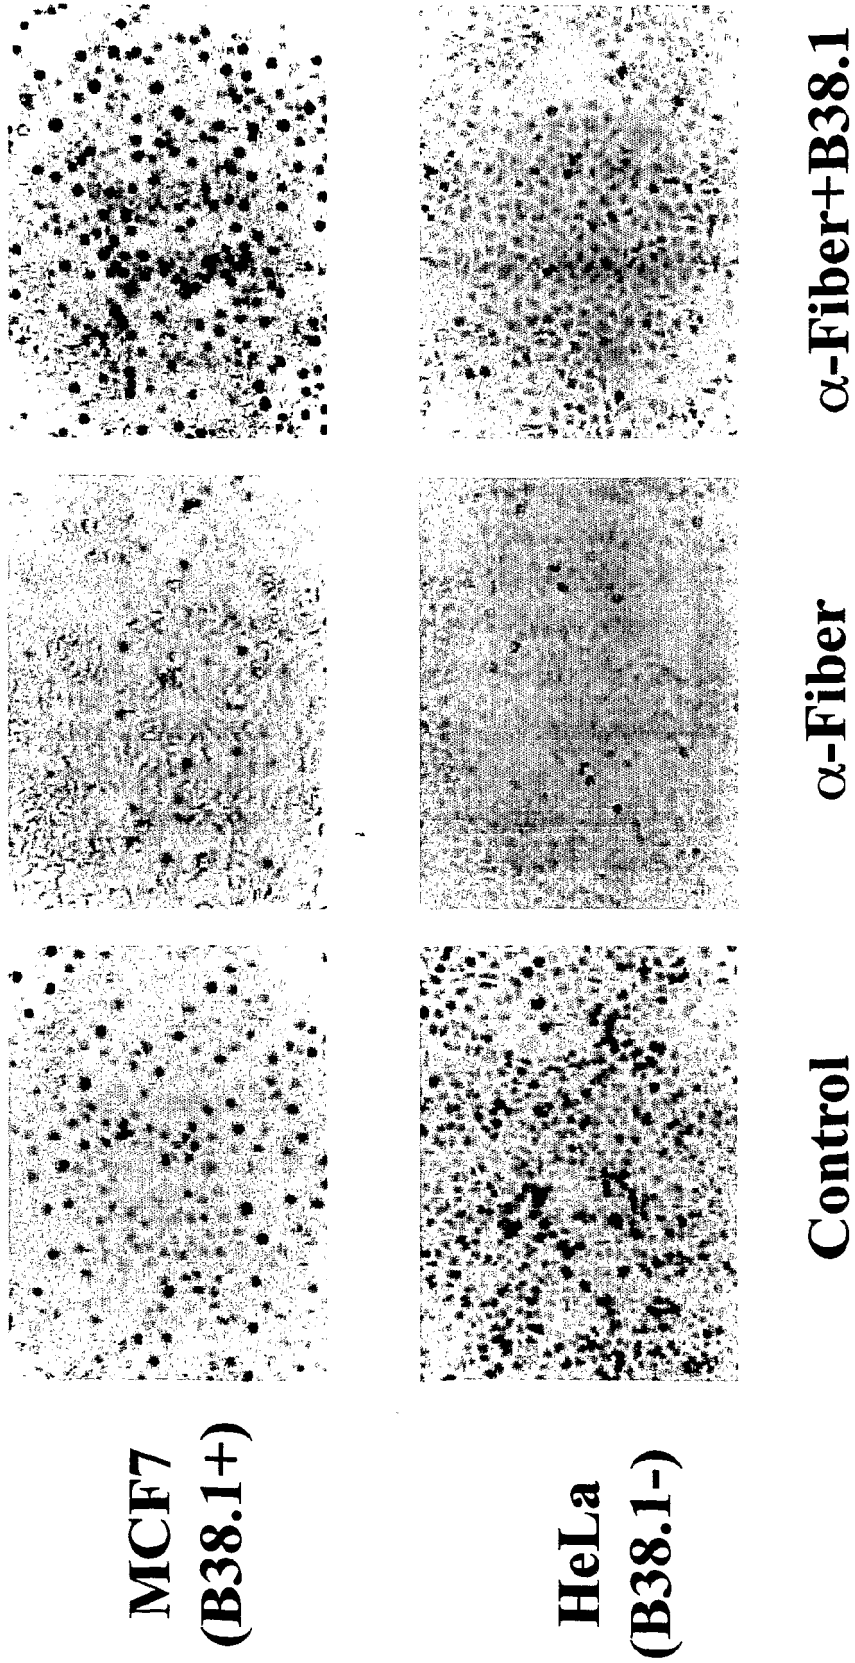 MCF7
(B38.1+)
HeLa
(B38.1-)
Control
α-Fiber
α-Fiber+B38.1